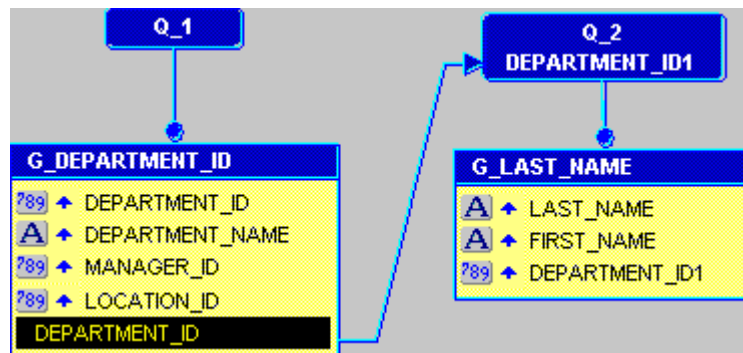 Q_1
G_DEPARTMENT_ID
789 DEPARTMENT_ID
A DEPARTMENT_NAME
789 MANAGER_ID
789 LOCATION_ID
DEPARTMENT_ID
Q_2
DEPARTMENT_ID1
G_LAST_NAME
A LAST_NAME
A FIRST_NAME
789 DEPARTMENT_ID1